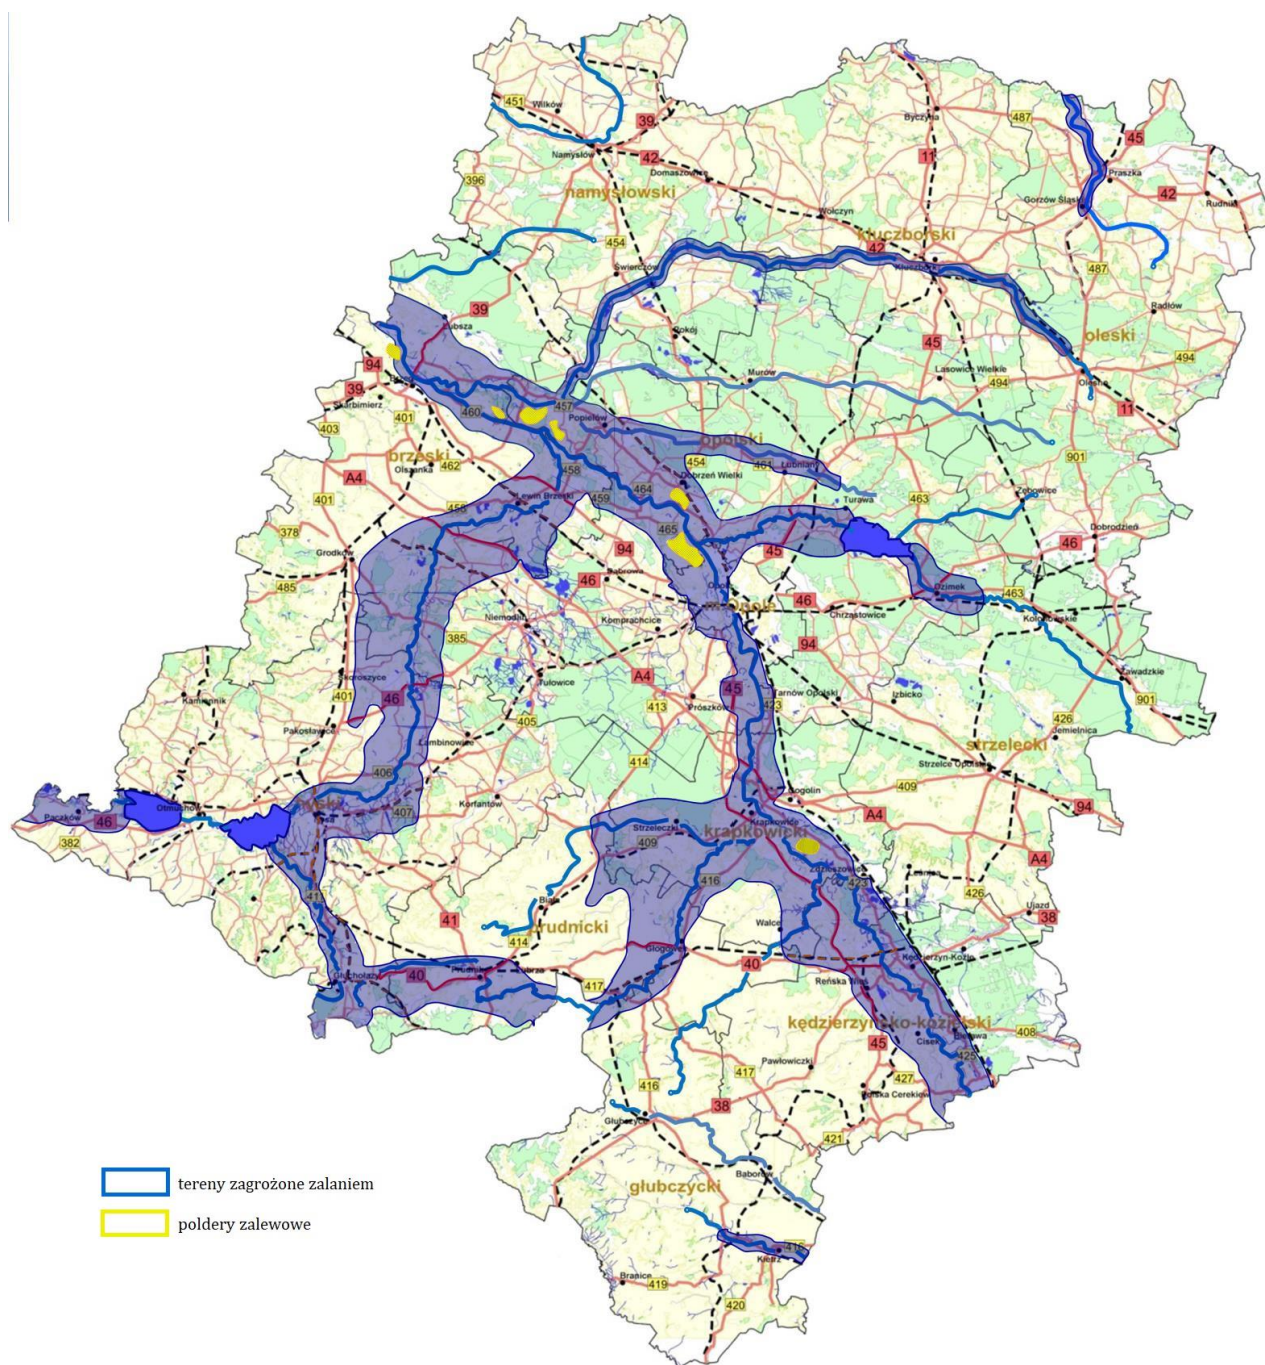 451
Wilków
39
Byczyna
487
45
Namysłów
42
11
Domaszowice
Praszka
396
namysłowski
42
Gorzów Śląsk
Rudnik
Wołczyn
kluczborski
454
42
Świerczów
487
39
Radłów
Lubsza
oleski
Pokój
45
94
494
Murów
Lasowice Wielkie
494
39
Skarbimierz
11
401
460
457
403
Popielów
brzeski
opolski
901
Olszanka
462
454
461
Łubniany
A4
458
Dobrzeń Wielki
401
Lewin Brzeski
464
Zębowice
459
Turawa
463
378
465
Dobrodzień
Grodków
94
45
46
485
46
Dąbrowa
Ozimek
463
m.Opole
46
Chrząstowice
Kolonowskie
Niemodlin
Komprachcice
385
94
Zawadzkie
Skoroszyce
A4
401
46
Tułowice
45
Tarnów Opolski
Izbicko
901
Kamiennik
413
Prószków
423
405
426
Pakosławice
Jemielnica
Łambinowice
strzelecki
414
Strzelce Opolskie
406
409
Otmuchów
Gogolin
94
Paczków
46
407
Korfantów
Krapkowice
A4
Strzeleczki
krapkowicki
382
409
A4
Zdzieszowice
416
423
Leśnica
411
426
Biała
Ujazd
38
41
prudnicki
Walce
414
Głogówek
Kędzierzyn-Koźle
Głuchołazy
40
Lubrza
40
417
Reńska Wieś
kędzierzyńsko-kozielski
408
45
Cisek
Bierawa
425
Pawłowiczki
416
417
427
Polska Cerekiew
38
Głubczyce
421
Baborów
tereny zagrożone zalaniem
głubczycki
poldery zalewowe
Kietrz
Branice
419
420